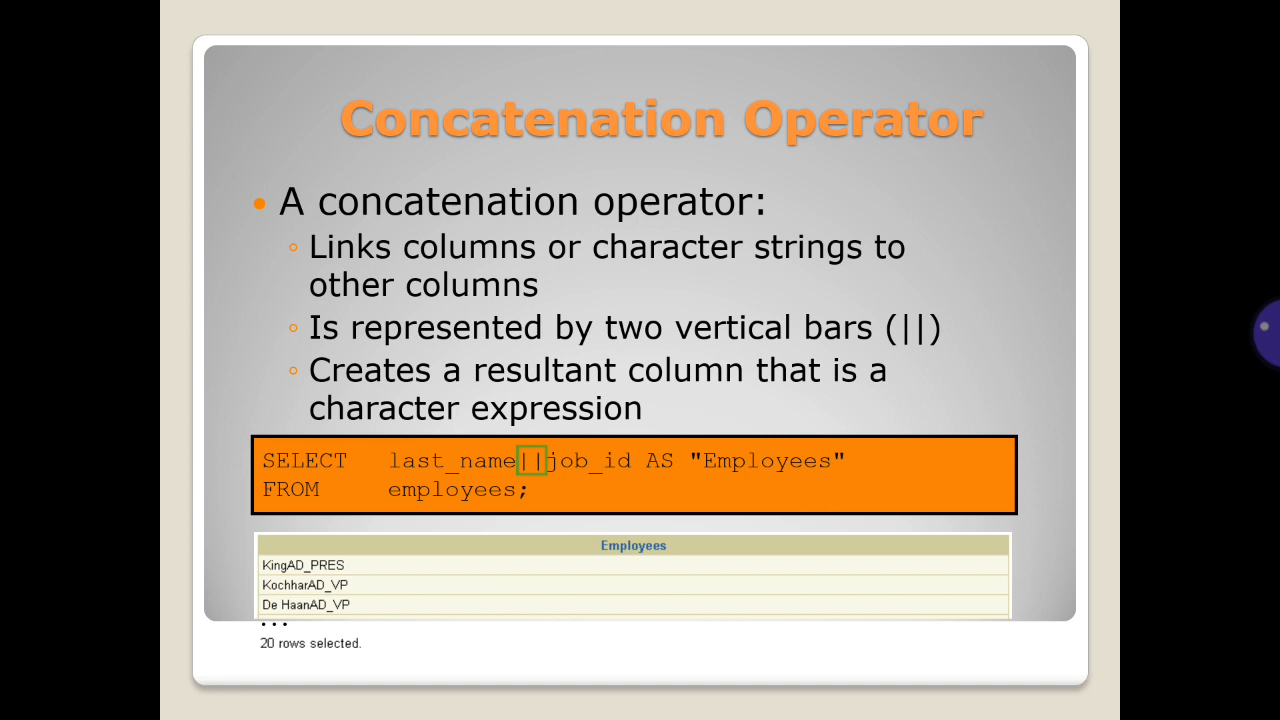 Concatenation Operator
• A concatenation operator:
◦ Links columns or character strings to
other columns
◦ Is represented by two vertical bars (||)
◦ Creates a resultant column that is a
character expression
SELECT last_name||job_id AS "Employees"
FROM employees;
Employees
KingAD_PRES
KochharAD_VP
De HaanAD_VP
...
20 rows selected.